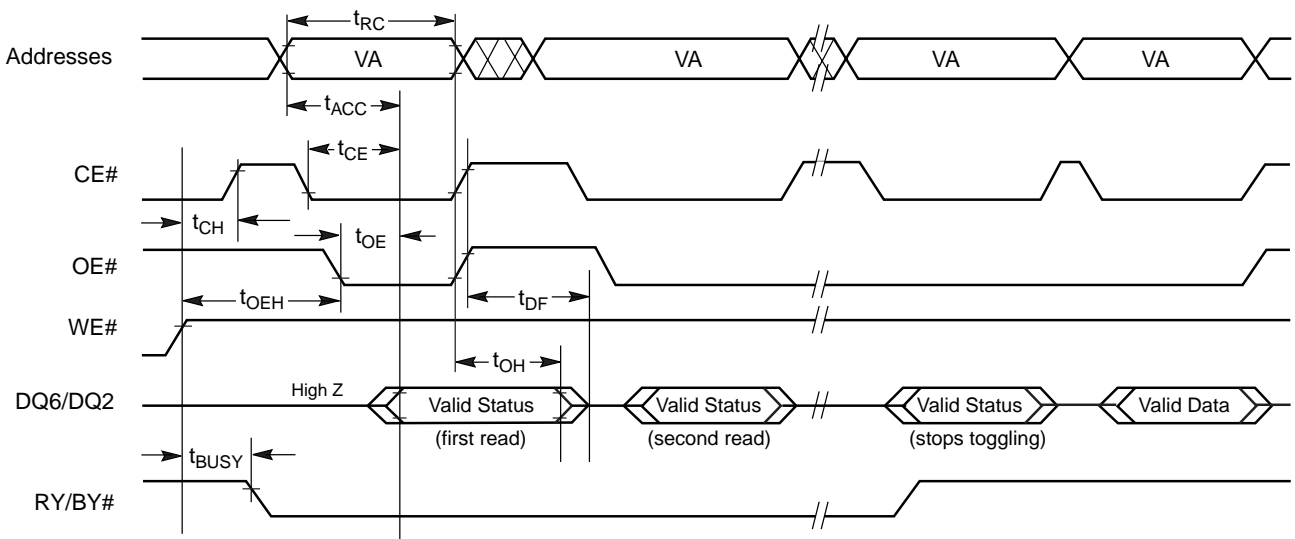 tRC
Addresses VA VA VA VA
tACC
tCE
CE#
tCH
tOE
OE#
tOEH
tDF
WE#
tOH
High Z
DQ6/DQ2 Valid Status Valid Status Valid Status Valid Data
(first read) (second read) (stops toggling)
tBUSY
RY/BY#